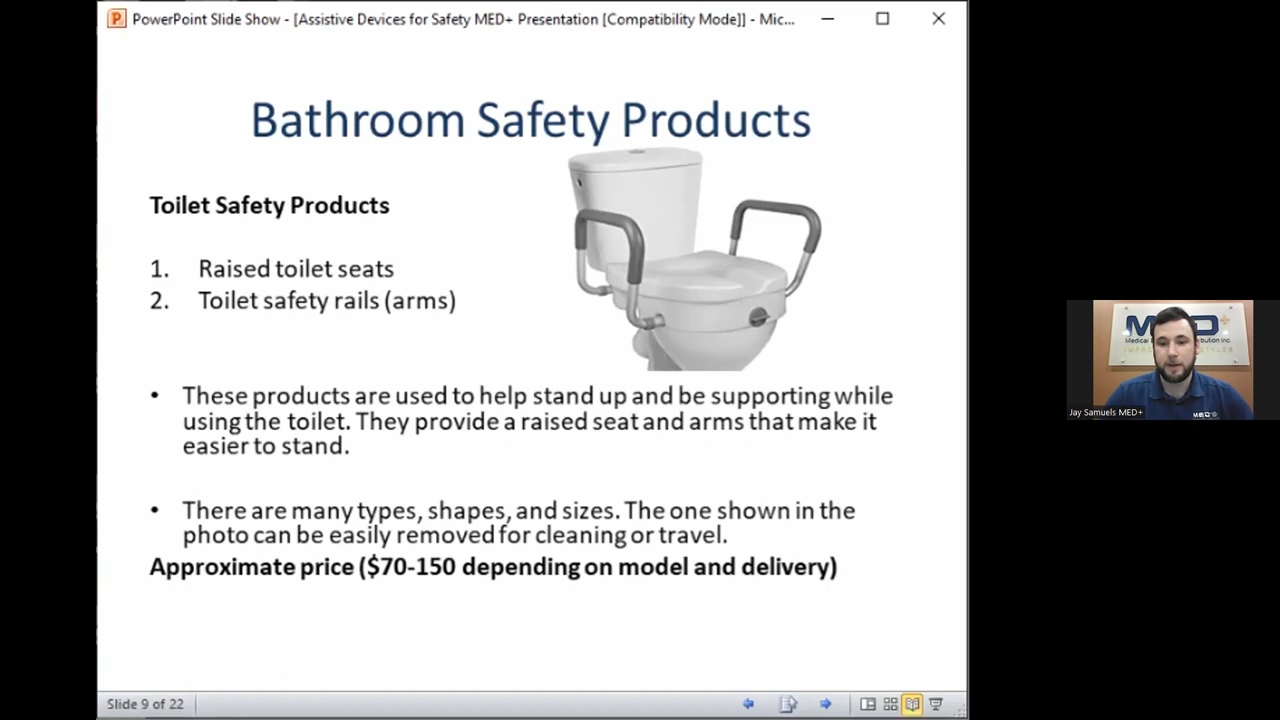 PowerPoint Slide Show - [Assistive Devices for Safety MED+ Presentation [Compatibility Mode]] - Mic...
Bathroom Safety Products
Toilet Safety Products
1. Raised toilet seats
2. Toilet safety rails (arms)
• These products are used to help stand up and be supporting while
using the toilet. They provide a raised seat and arms that make it
easier to stand.
• There are many types, shapes, and sizes. The one shown in the
photo can be easily removed for cleaning or travel.
Approximate price ($70-150 depending on model and delivery)
Slide 9 of 22
Jay Samuels MED+